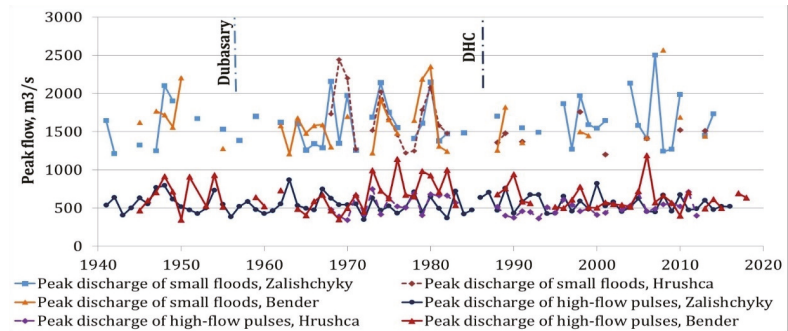 3000
2500
2000
1500
1000
500
0
Peak flow, m3/s
Dubasary
DHC
1940 1950 1960 1970 1980 1990 2000 2010 2020
Peak discharge of small floods, Zalishchyky Peak discharge of small floods, Hrushca
Peak discharge of small floods, Bender Peak discharge of high-flow pulses, Zalishchyky
Peak discharge of high-flow pulses, Hrushca Peak discharge of high-flow pulses, Bender